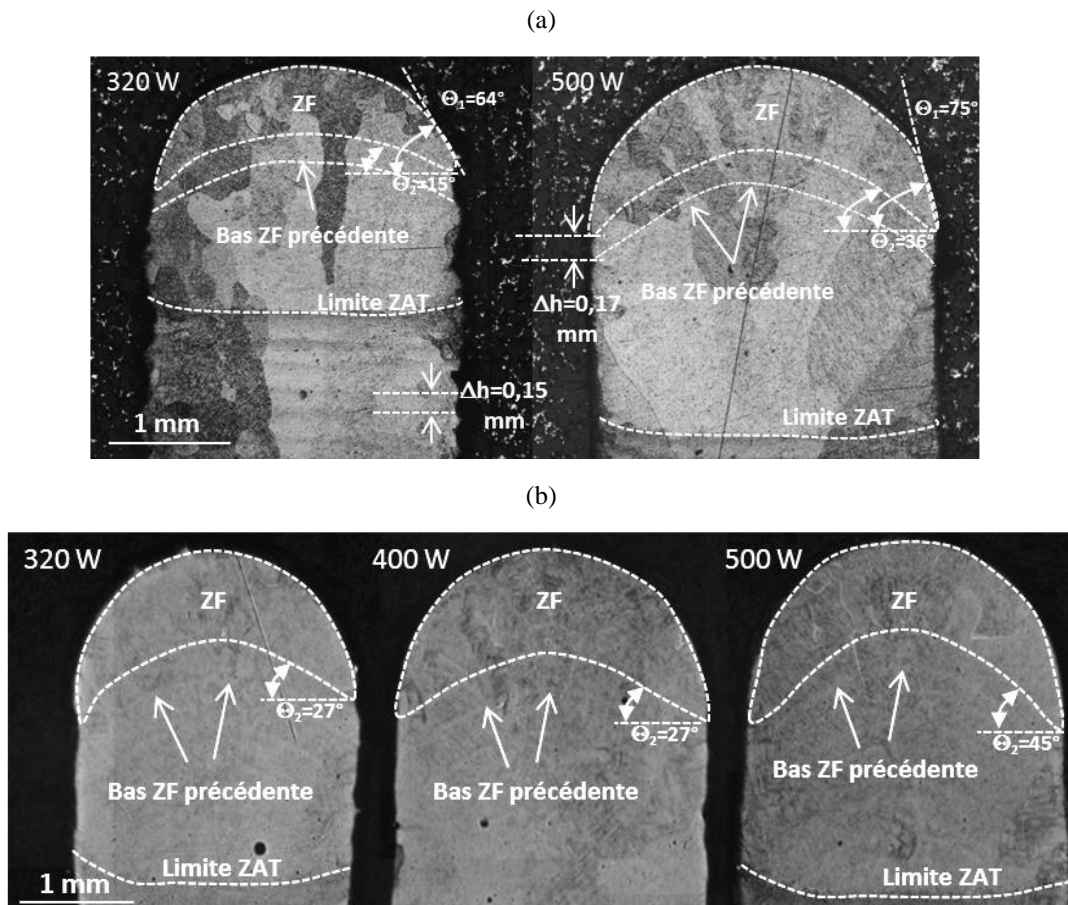 (a)
320 W
ZF
Θ1=64°
Θ2=15°
Bas ZF précédente
Limite ZAT
Δh=0,15
mm
1 mm
500 W
ZF
Θ1=75°
Θ2=36°
Bas ZF précédente
Δh=0,17
mm
Limite ZAT
(b)
320 W
ZF
Θ2=27°
Bas ZF précédente
Limite ZAT
1 mm
400 W
ZF
Θ2=27°
Bas ZF précédente
500 W
ZF
Θ2=45°
Bas ZF précédente
Limite ZAT